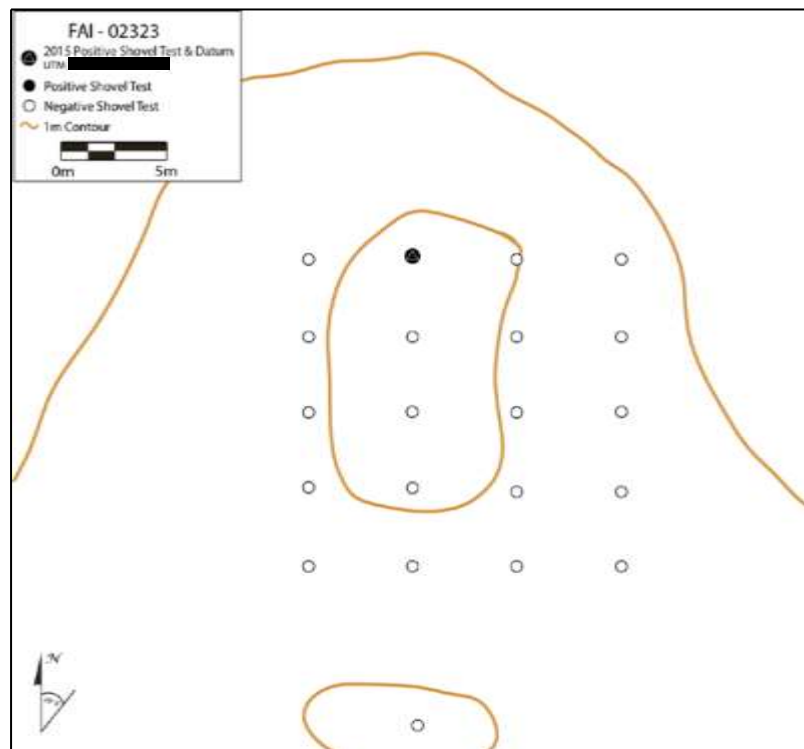 FAI - 02323
2015 Positive Shovel Test & Datum
UTM
Positive Shovel Test
Negative Shovel Test
1m Contour
0m 5m
N